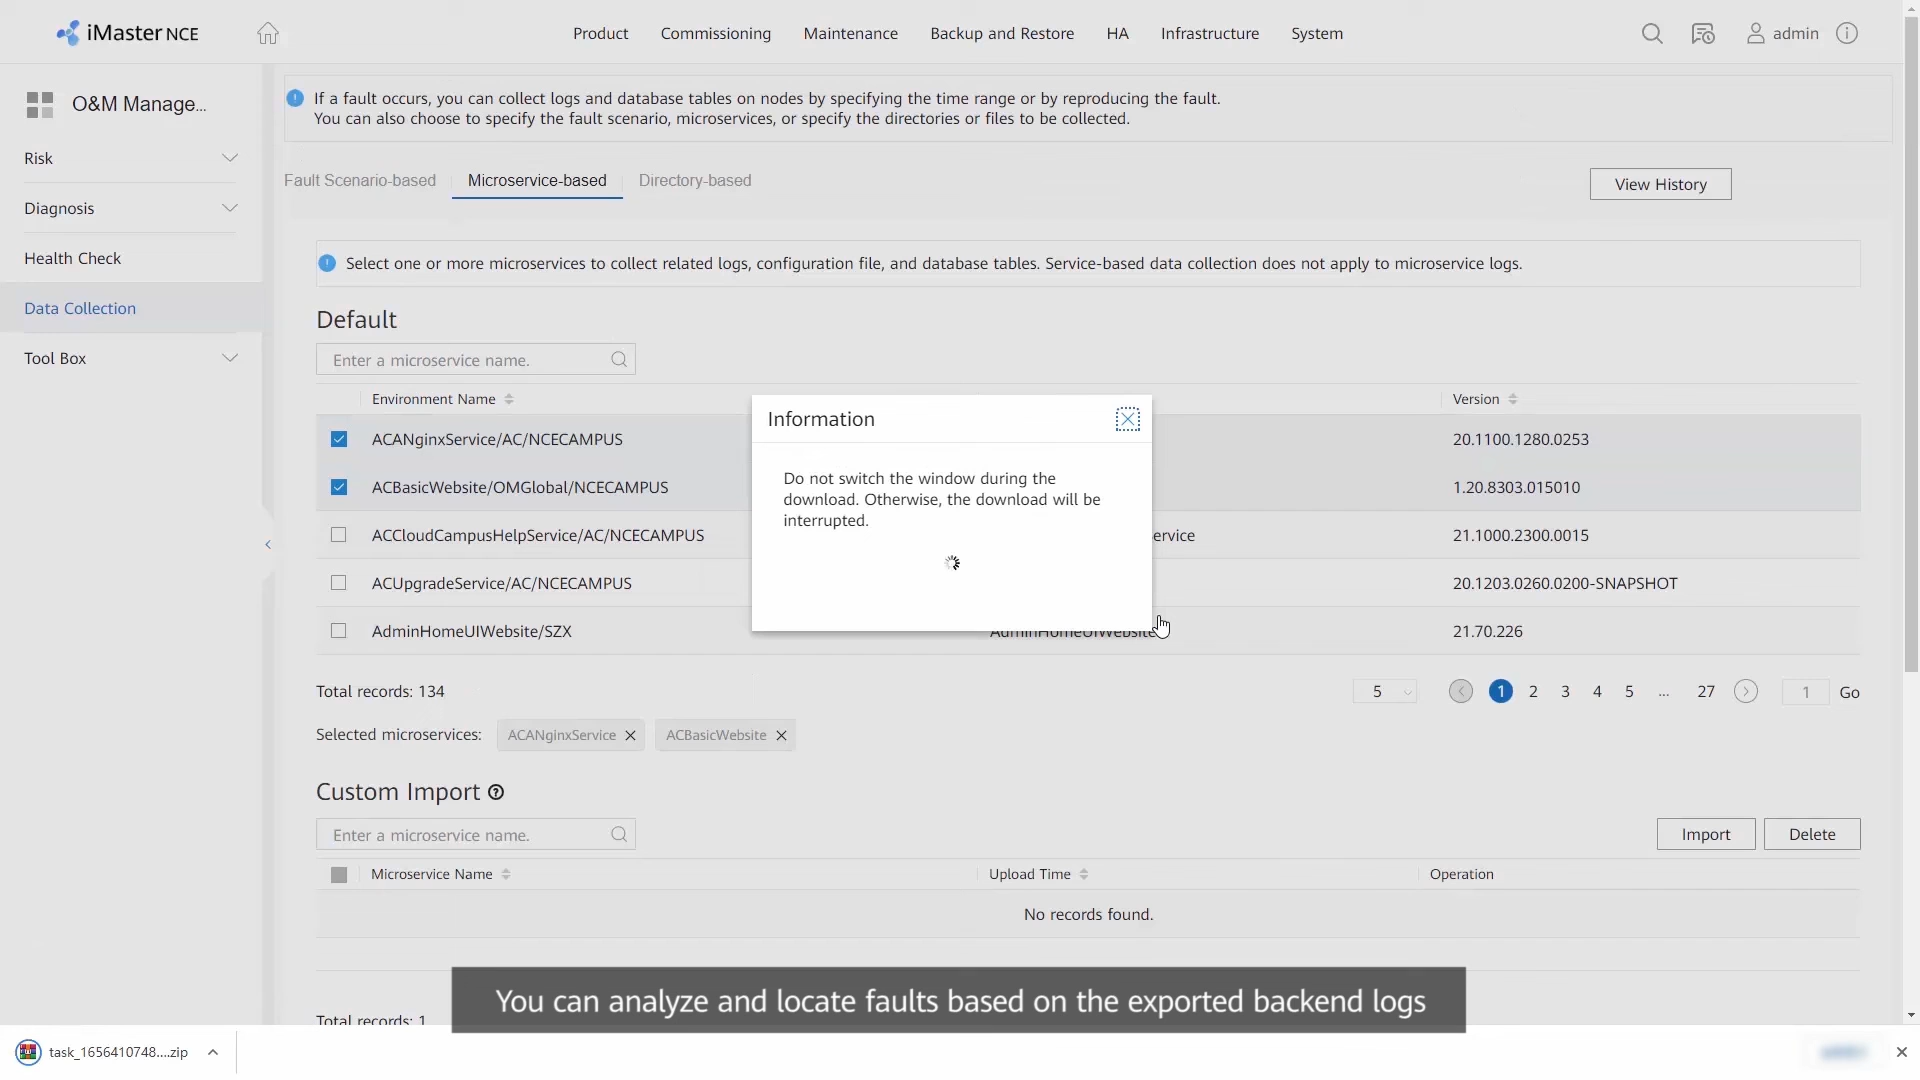 iMaster NCE
Product Commissioning Maintenance Backup and Restore HA Infrastructure System
admin
O&M Manage...
Risk
Diagnosis
Health Check
Data Collection
Tool Box
If a fault occurs, you can collect logs and database tables on nodes by specifying the time range or by reproducing the fault.
You can also choose to specify the fault scenario, microservices, or specify the directories or files to be collected.
Fault Scenario-based Microservice-based Directory-based
View History
Select one or more microservices to collect related logs, configuration file, and database tables. Service-based data collection does not apply to microservice logs.
Default
Enter a microservice name.
Environment Name Version
ACANginxService/AC/NCECAMPUS 20.1100.1280.0253
ACBasicWebsite/OMGlobal/NCECAMPUS 1.20.8303.015010
ACCloudCampusHelpService/AC/NCECAMPUS ervice 21.1000.2300.0015
ACUpgradeService/AC/NCECAMPUS 20.1203.0260.0200-SNAPSHOT
AdminHomeUIWebsite/SZX AdminHomeUIWebsite 21.70.226
Information
Do not switch the window during the
download. Otherwise, the download will be
interrupted.
Total records: 134
5 1 2 3 4 5 ... 27 1 Go
Selected microservices: ACANginxService ACBasicWebsite
Custom Import
Enter a microservice name.
Import Delete
Microservice Name Upload Time Operation
No records found.
Total records: 1
You can analyze and locate faults based on the exported backend logs
task_1656410748....zip